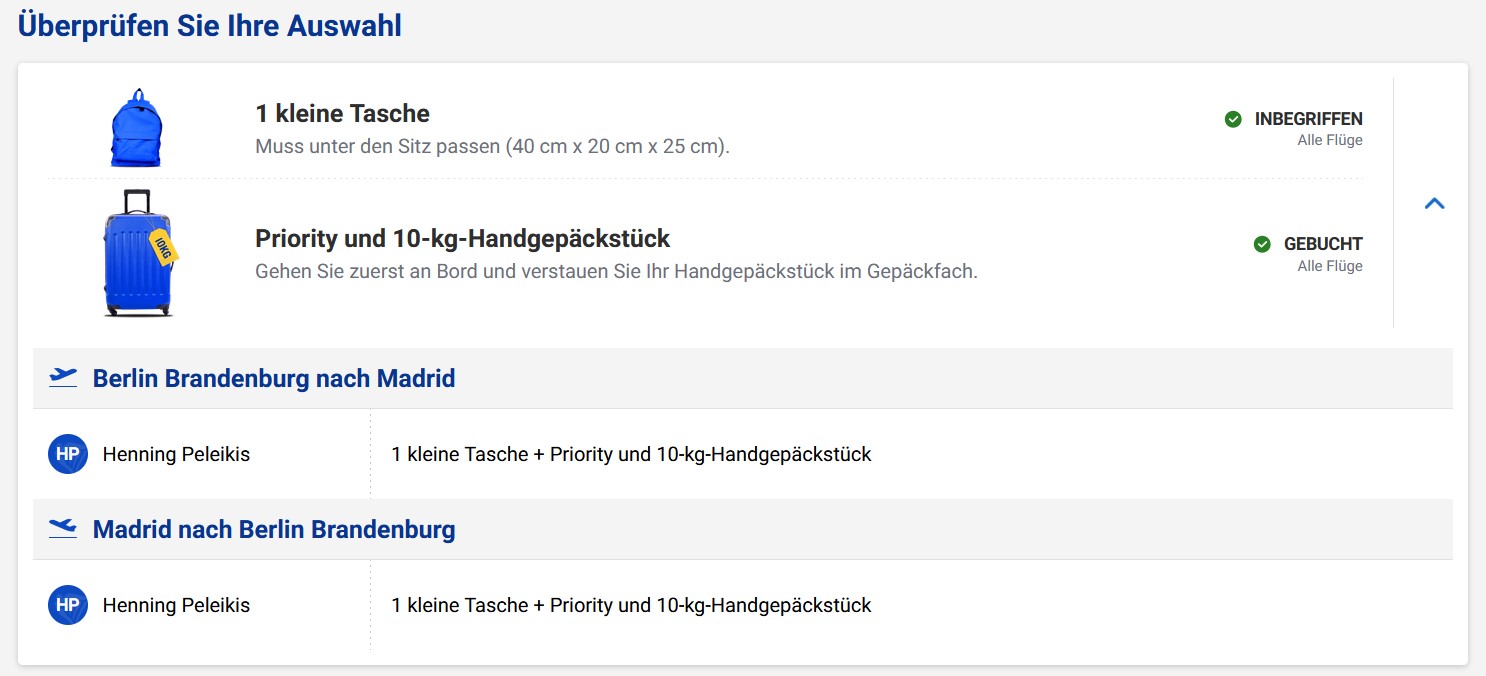 Überprüfen Sie Ihre Auswahl
1 kleine Tasche
Muss unter den Sitz passen (40 cm x 20 cm x 25 cm).
INBEGRIFFEN
Alle Flüge
10KG
Priority und 10-kg-Handgepäckstück
Gehen Sie zuerst an Bord und verstauen Sie Ihr Handgepäckstück im Gepäckfach.
GEBUCHT
Alle Flüge
Berlin Brandenburg nach Madrid
HP Henning Peleikis
1 kleine Tasche + Priority und 10-kg-Handgepäckstück
Madrid nach Berlin Brandenburg
HP Henning Peleikis
1 kleine Tasche + Priority und 10-kg-Handgepäckstück